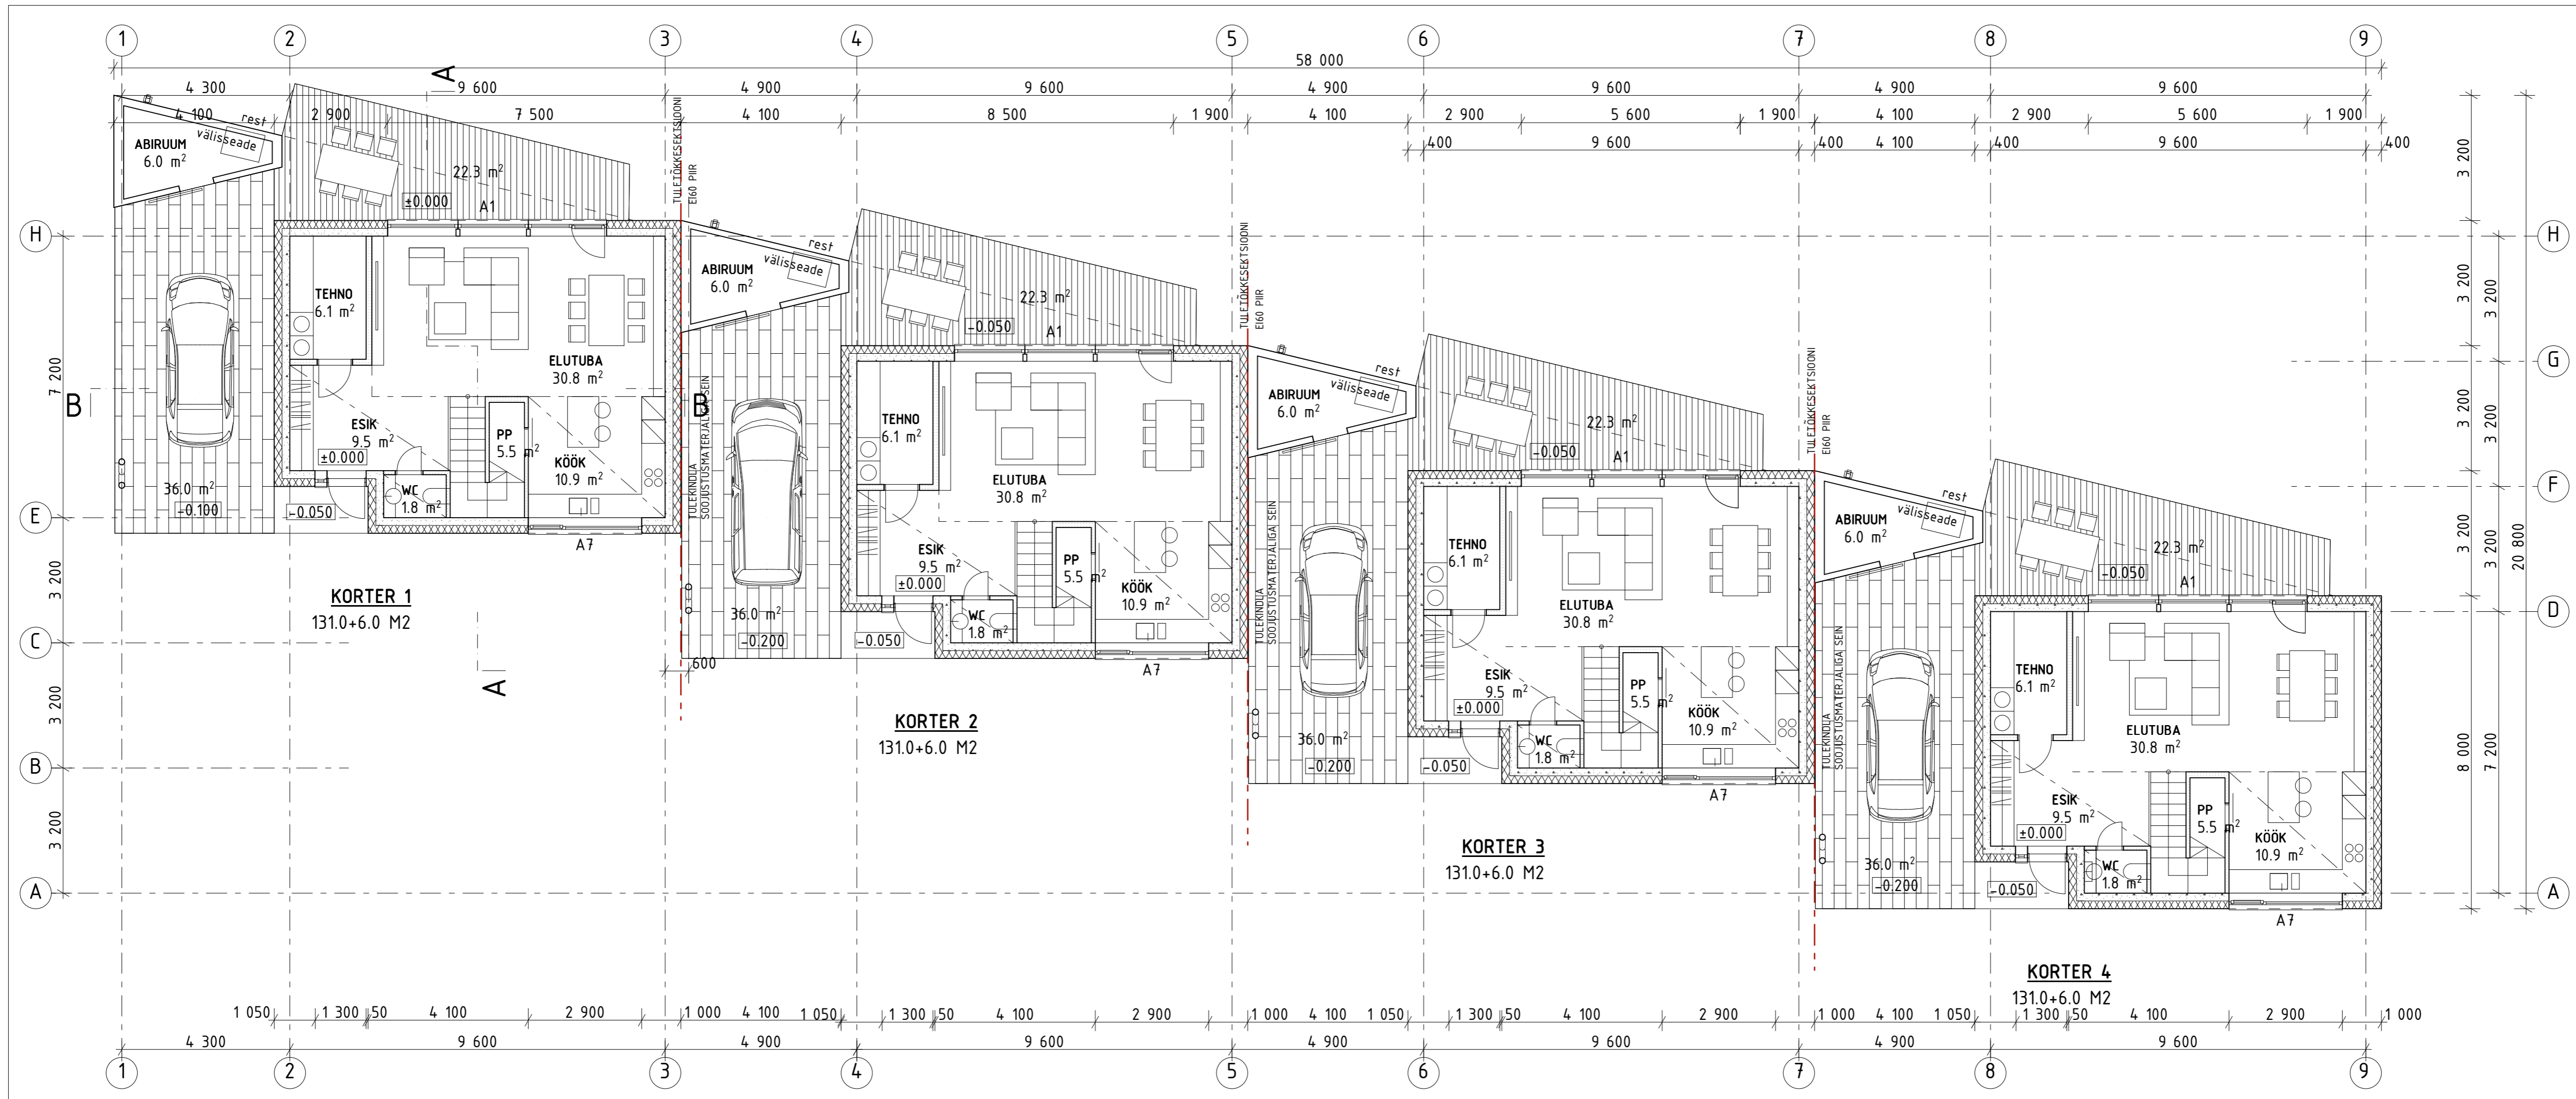 1 2 3 4 5 6 7 8 9
58 000
4 300 9 600 4 900 9 600 4 900 9 600 4 900 9 600
4 100 2 900 7 500 4 100 8 500 1 900 4 100 2 900 5 600 1 900 4 100 2 900 5 600 1 900
400 9 600 400 4 100 400 9 600 400
A
H
E
C
B
A
7 200
3 200
3 200
3 200
H
G
F
D
A
3 200
3 200
3 200
3 200
8 000
3 200
3 200
3 200
7 200
20 800
B
B
A
ABIRUUM
6.0 m²
rest
välisseade
22.3 m²
±0.000
A1
TEHNO
6.1 m²
ELUTUBA
30.8 m²
ESIK
9.5 m²
±0.000
PP
5.5 m²
KÖÖK
10.9 m²
WC
1.8 m²
36.0 m²
-0.100
-0.050
A7
KORTER 1
131.0+6.0 M2
TULETÕKKESEKTSIOONI
EI60 PIIR
TULEKINDLA
SOOJUSTUSMATERJALIGA SEIN
600
ABIRUUM
6.0 m²
rest
välisseade
22.3 m²
-0.050
A1
TEHNO
6.1 m²
ELUTUBA
30.8 m²
ESIK
9.5 m²
±0.000
PP
5.5 m²
KÖÖK
10.9 m²
WC
1.8 m²
36.0 m²
-0.200
-0.050
A7
KORTER 2
131.0+6.0 M2
TULETÕKKESEKTSIOONI
EI60 PIIR
TULEKINDLA
SOOJUSTUSMATERJALIGA SEIN
ABIRUUM
6.0 m²
rest
välisseade
22.3 m²
-0.050
A1
TEHNO
6.1 m²
ELUTUBA
30.8 m²
ESIK
9.5 m²
±0.000
PP
5.5 m²
KÖÖK
10.9 m²
WC
1.8 m²
36.0 m²
-0.200
-0.050
A7
KORTER 3
131.0+6.0 M2
TULETÕKKESEKTSIOONI
EI60 PIIR
TULEKINDLA
SOOJUSTUSMATERJALIGA SEIN
ABIRUUM
6.0 m²
rest
välisseade
22.3 m²
-0.050
A1
TEHNO
6.1 m²
ELUTUBA
30.8 m²
ESIK
9.5 m²
±0.000
PP
5.5 m²
KÖÖK
10.9 m²
WC
1.8 m²
36.0 m²
-0.200
-0.050
A7
KORTER 4
131.0+6.0 M2
1 050 1 300 50 4 100 2 900 1 000 4 100 1 050 1 300 50 4 100 2 900 1 000 4 100 1 050 1 300 50 4 100 2 900 1 000 4 100 1 050 1 300 50 4 100 2 900 1 000
4 300 9 600 4 900 9 600 4 900 9 600 4 900 9 600
1 2 3 4 5 6 7 8 9